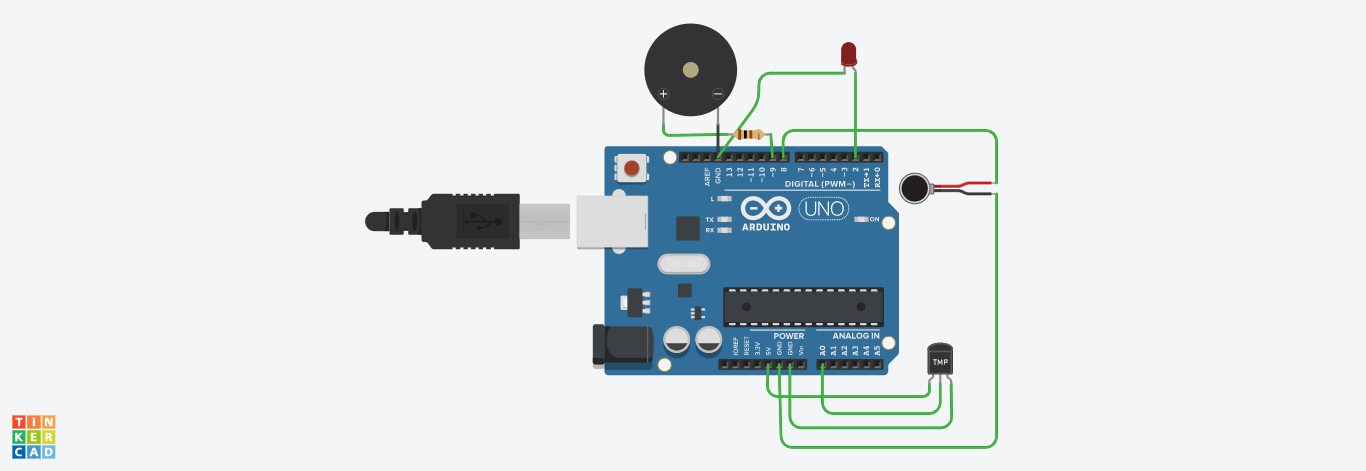 + −
AREF
GND
13
12
~11
~10
~9
8
7
~6
~5
4
~3
2
TX→1
RX←0
DIGITAL (PWM~)
L
TX
RX
UNO
ON
ARDUINO
POWER
ANALOG IN
IOREF
RESET
3.3V
5V
GND
GND
Vin
A0
A1
A2
A3
A4
A5
TMP
TIN
KER
CAD